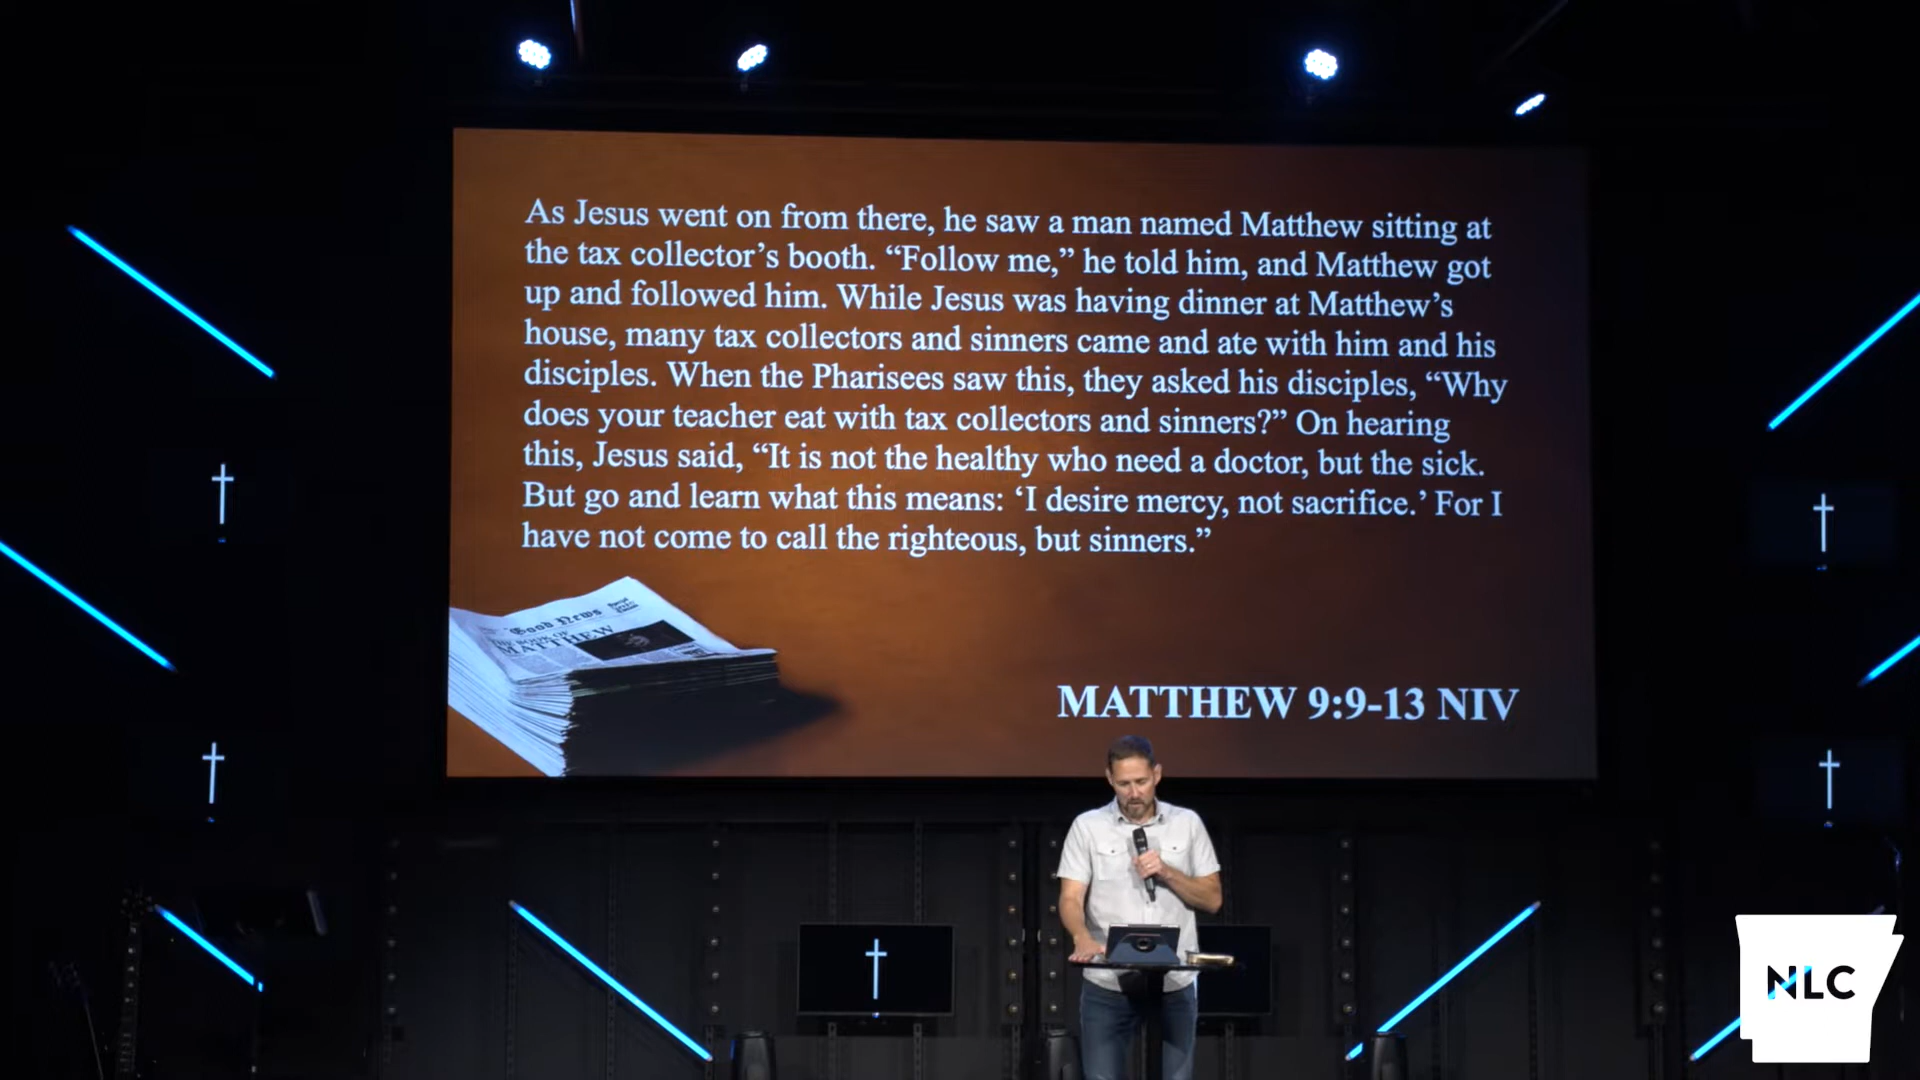 As Jesus went on from there, he saw a man named Matthew sitting at
the tax collector’s booth. “Follow me,” he told him, and Matthew got
up and followed him. While Jesus was having dinner at Matthew’s
house, many tax collectors and sinners came and ate with him and his
disciples. When the Pharisees saw this, they asked his disciples, “Why
does your teacher eat with tax collectors and sinners?” On hearing
this, Jesus said, “It is not the healthy who need a doctor, but the sick.
But go and learn what this means: ‘I desire mercy, not sacrifice.’ For I
have not come to call the righteous, but sinners.”
Good News
THE BOOK OF
MATTHEW
MATTHEW 9:9-13 NIV
NLC